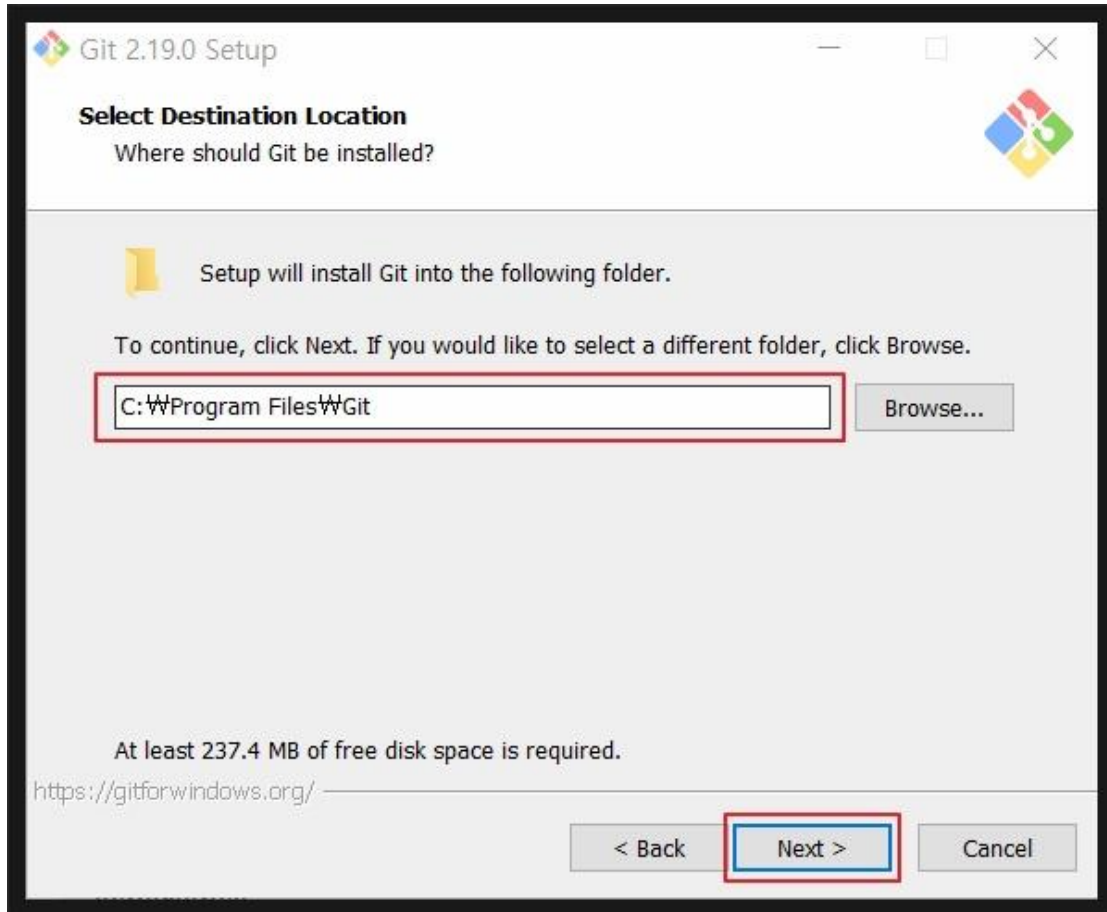 Git 2.19.0 Setup
Select Destination Location
Where should Git be installed?
Setup will install Git into the following folder.
To continue, click Next. If you would like to select a different folder, click Browse.
C:₩Program Files₩Git
Browse...
At least 237.4 MB of free disk space is required.
https://gitforwindows.org/
< Back
Next >
Cancel